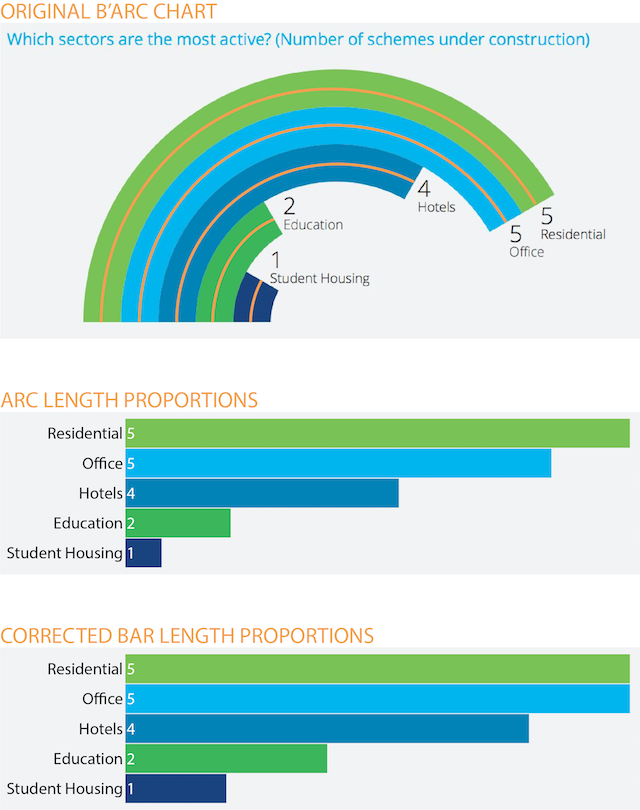 ORIGINAL B'ARC CHART
Which sectors are the most active? (Number of schemes under construction)
4
Hotels
2
Education
5
Residential
5
Office
1
Student Housing
ARC LENGTH PROPORTIONS
Residential 5
Office 5
Hotels 4
Education 2
Student Housing 1
CORRECTED BAR LENGTH PROPORTIONS
Residential 5
Office 5
Hotels 4
Education 2
Student Housing 1